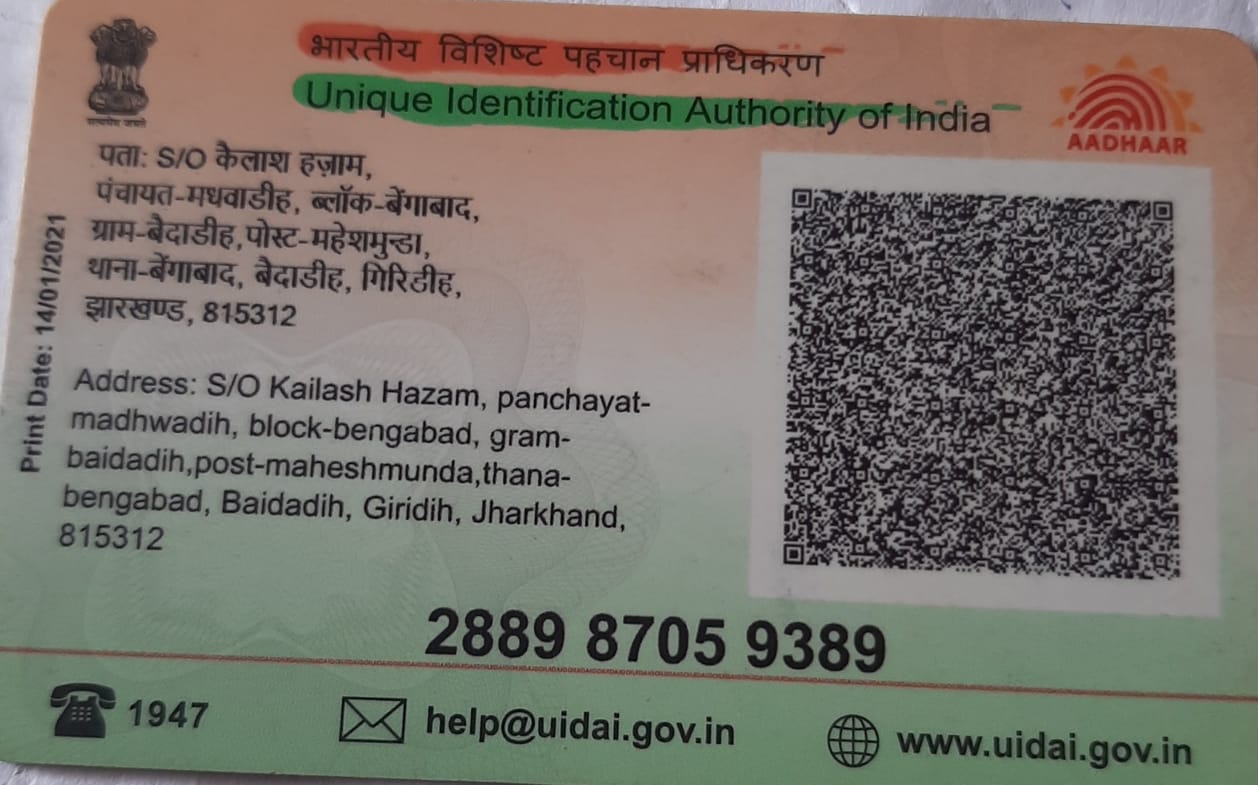 भारतीय विशिष्ट पहचान प्राधिकरण
Unique Identification Authority of India
AADHAAR
पता: S/O कैलाश हज़ाम,
पंचायत-मधवाडीह, ब्लॉक-बेंगाबाद,
ग्राम-बैदाडीह,पोस्ट-महेशमुन्डा,
थाना-बेंगाबाद, बैदाडीह, गिरिडीह,
झारखण्ड, 815312
Print Date: 14/01/2021
Address: S/O Kailash Hazam, panchayat-
madhwadih, block-bengabad, gram-
baidadih,post-maheshmunda,thana-
bengabad, Baidadih, Giridih, Jharkhand,
815312
2889 8705 9389
1947
help@uidai.gov.in
www.uidai.gov.in